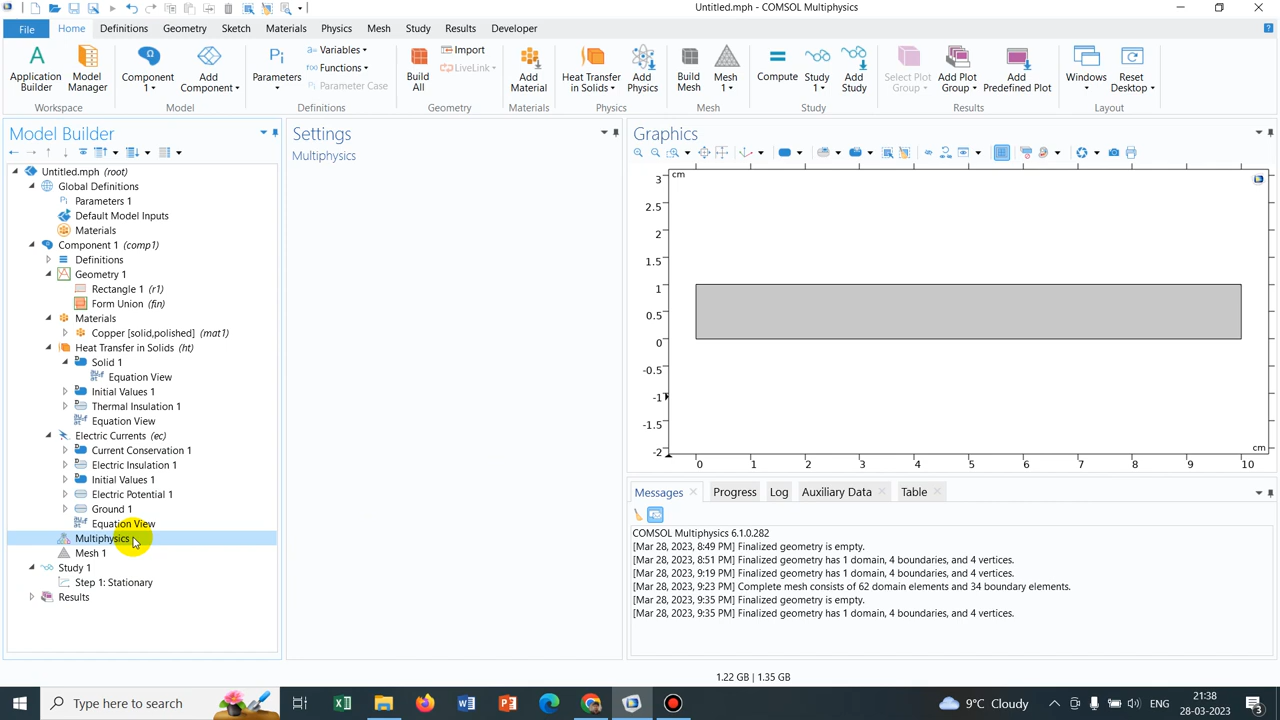 Untitled.mph - COMSOL Multiphysics
File Home Definitions Geometry Sketch Materials Physics Mesh Study Results Developer
Application Builder
Model Manager
Workspace
Component 1
Add Component
Model
Parameters
a= Variables
f(x) Functions
Pi Parameter Case
Definitions
Build All
Import
LiveLink
Geometry
Add Material
Materials
Heat Transfer in Solids
Add Physics
Physics
Build Mesh
Mesh 1
Mesh
Compute
Study 1
Add Study
Study
Select Plot Group
Add Plot Group
Add Predefined Plot
Results
Windows
Reset Desktop
Layout
Model Builder
Untitled.mph (root)
Global Definitions
Pi Parameters 1
Default Model Inputs
Materials
Component 1 (comp1)
Definitions
Geometry 1
Rectangle 1 (r1)
Form Union (fin)
Materials
Copper [solid,polished] (mat1)
Heat Transfer in Solids (ht)
Solid 1
Equation View
Initial Values 1
Thermal Insulation 1
Equation View
Electric Currents (ec)
Current Conservation 1
Electric Insulation 1
Initial Values 1
Electric Potential 1
Ground 1
Equation View
Multiphysics
Mesh 1
Study 1
Step 1: Stationary
Results
Settings
Multiphysics
Graphics
cm
3
2.5
2
1.5
1
0.5
0
-0.5
-1
-1.5
-2
0 1 2 3 4 5 6 7 8 9 10
cm
Messages Progress Log Auxiliary Data Table
COMSOL Multiphysics 6.1.0.282
[Mar 28, 2023, 8:49 PM] Finalized geometry is empty.
[Mar 28, 2023, 8:51 PM] Finalized geometry has 1 domain, 4 boundaries, and 4 vertices.
[Mar 28, 2023, 9:19 PM] Finalized geometry has 1 domain, 4 boundaries, and 4 vertices.
[Mar 28, 2023, 9:23 PM] Complete mesh consists of 62 domain elements and 34 boundary elements.
[Mar 28, 2023, 9:35 PM] Finalized geometry is empty.
[Mar 28, 2023, 9:35 PM] Finalized geometry has 1 domain, 4 boundaries, and 4 vertices.
1.22 GB | 1.35 GB
Type here to search
9°C Cloudy
ENG
21:38
28-03-2023
3